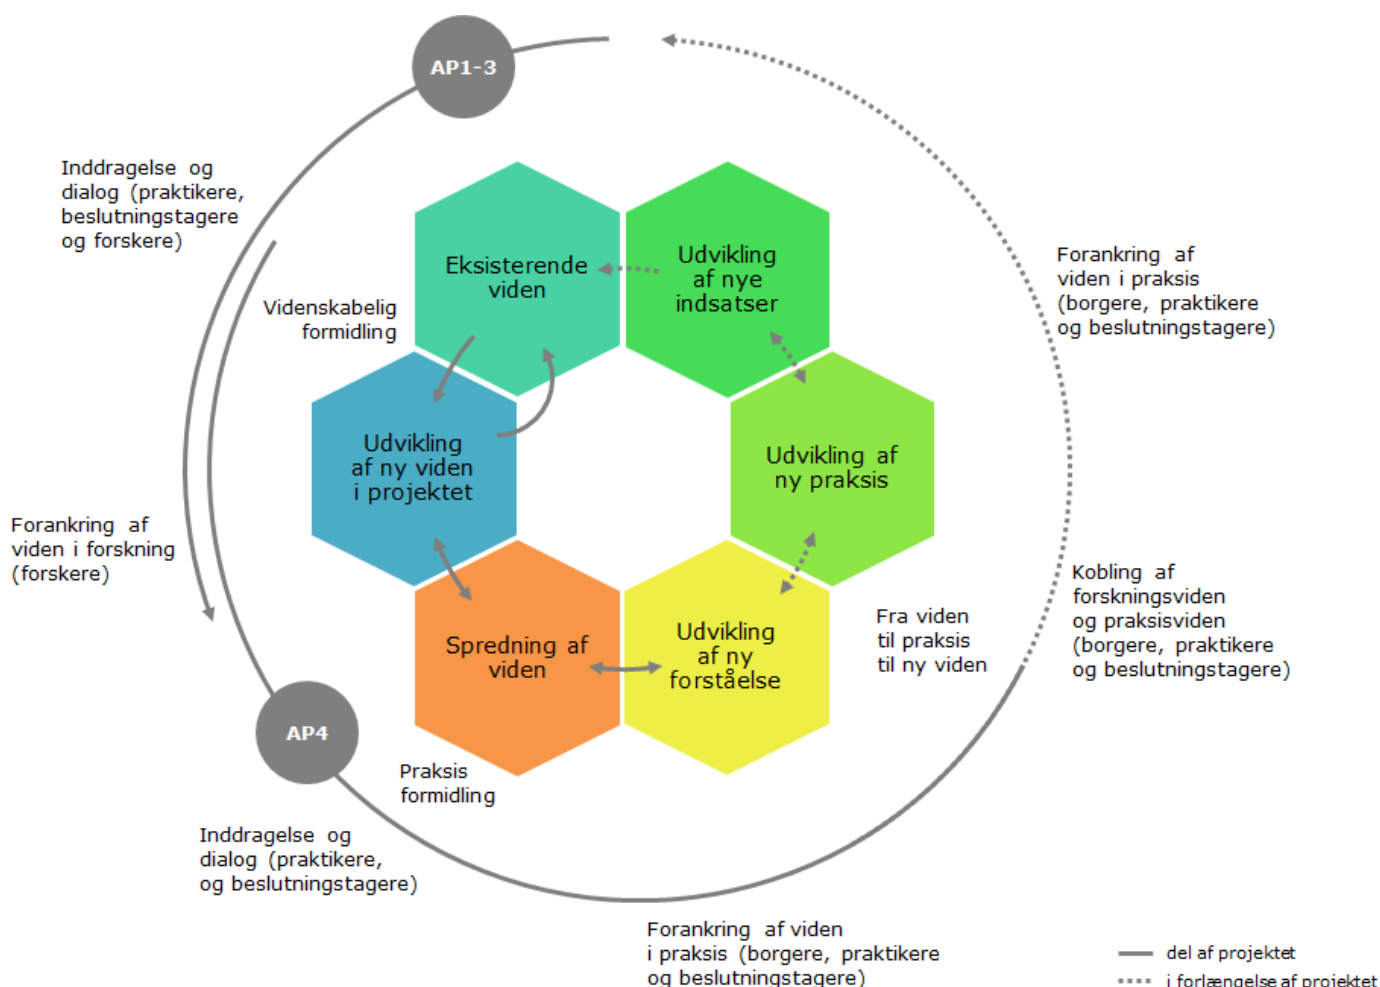 AP1-3
Inddragelse og
dialog (praktikere,
beslutningstagere
og forskere)
Eksisterende
viden
Udvikling
af nye
indsatser
Forankring af
viden i praksis
(borgere, praktikere
og beslutningstagere)
Videnskabelig
formidling
Udvikling
af ny viden
i projektet
Udvikling af
ny praksis
Forankring af
viden i forskning
(forskere)
Kobling af
forskningsviden
og praksisviden
(borgere, praktikere
og beslutningstagere)
Spredning af
viden
Udvikling
af ny
forståelse
Fra viden
til praksis
til ny viden
AP4
Praksis
formidling
Inddragelse og
dialog (praktikere,
og beslutningstagere)
Forankring af viden
i praksis (borgere, praktikere
og beslutningstagere)
del af projektet
i forlængelse af projektet